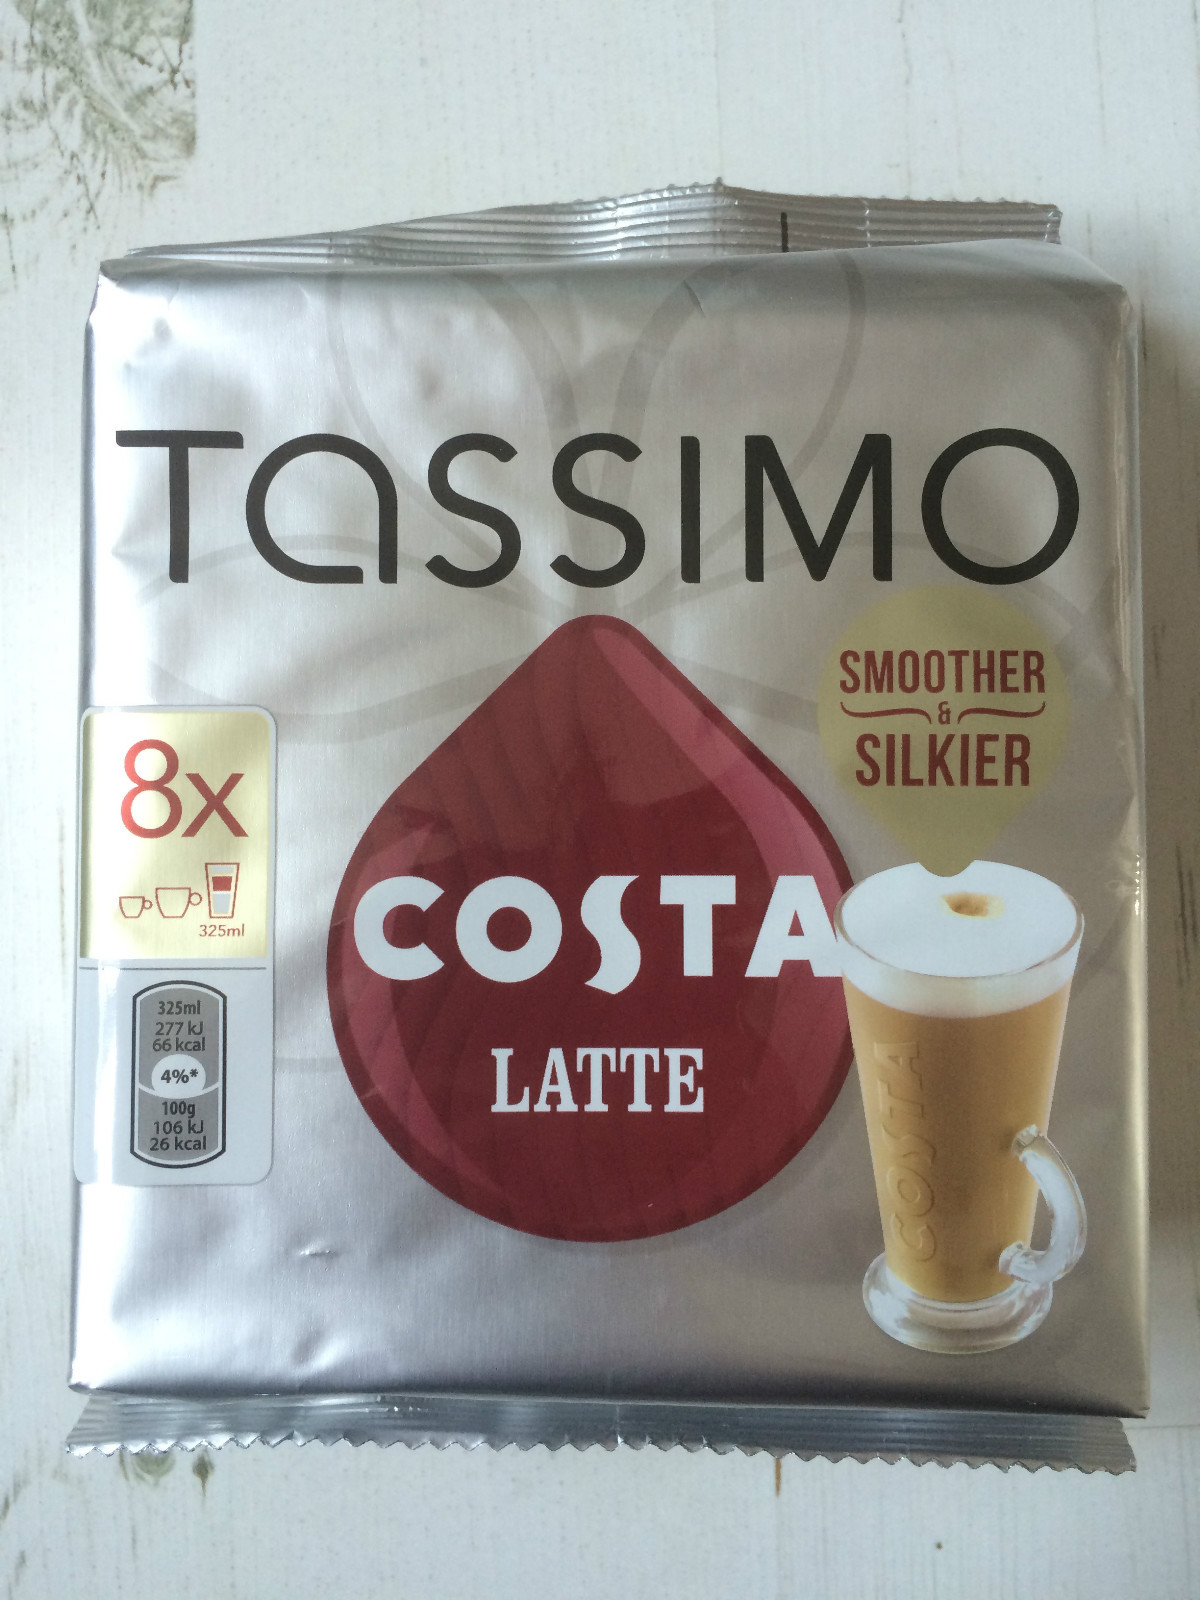 TASSIMO
SMOOTHER
&
SILKIER
8x
325ml
COSTA
LATTE
325ml
277 kJ
66 kcal
4%*
100g
106 kJ
26 kcal
COSTA